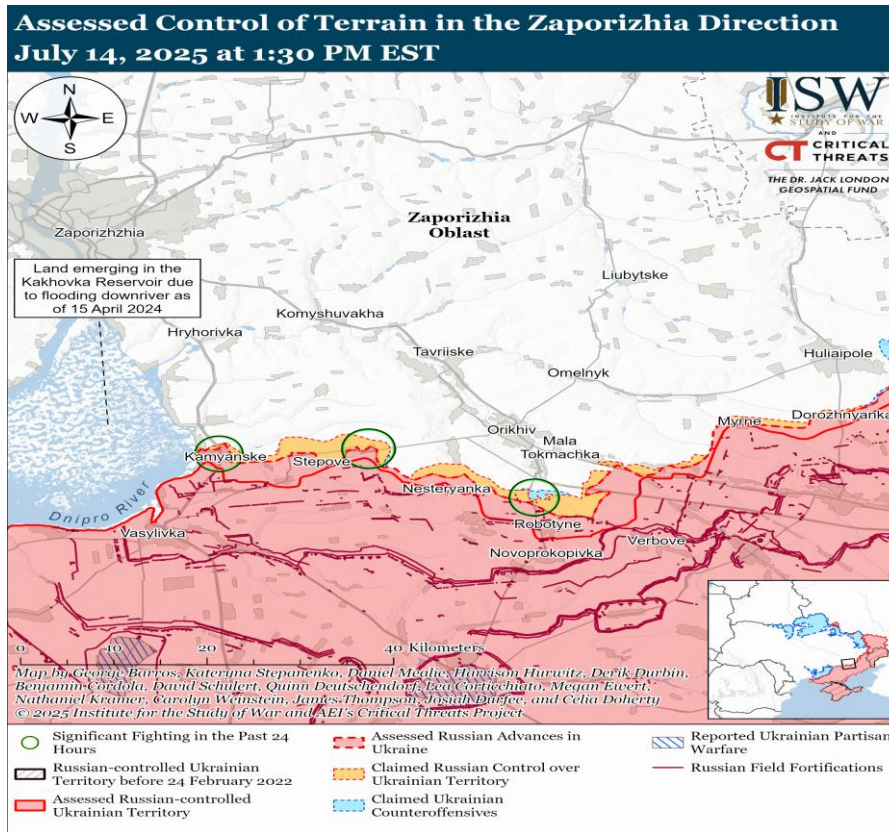 Assessed Control of Terrain in the Zaporizhia Direction
July 14, 2025 at 1:30 PM EST
N
W
E
S
ISW
INSTITUTE FOR THE
STUDY OF WAR
AND
CT CRITICAL
THREATS
THE DR. JACK LONDON
GEOSPATIAL FUND
Zaporizhia
Oblast
Zaporizhzhia
Land emerging in the
Kakhovka Reservoir due
to flooding downriver as
of 15 April 2024
Liubytske
Komyshuvakha
Hryhorivka
Tavriiske
Huliaipole
Omelnyk
Myrne
Dorozhnyanka
Orikhiv
Mala
Tokmachka
Kamyanske
Stepove
Nesteryanka
Dnipro River
Robotyne
Vasylivka
Verbove
Novoprokopivka
0
10
20
40 Kilometers
Map by George Barros, Kateryna Stepanenko, Daniel Mealie, Harrison Hurwitz, Derik Durbin,
Benjamin Cordola, David Schulert, Quinn Deutschendorf, Lea Corticchiato, Megan Ewert,
Nathaniel Kramer, Carolyn Weinstein, James Thompson, Josiah Durfee, and Celia Doherty
© 2025 Institute for the Study of War and AEI's Critical Threats Project
Significant Fighting in the Past 24
Hours
Russian-controlled Ukrainian
Territory before 24 February 2022
Assessed Russian-controlled
Ukrainian Territory
Assessed Russian Advances in
Ukraine
Claimed Russian Control over
Ukrainian Territory
Claimed Ukrainian
Counteroffensives
Reported Ukrainian Partisan
Warfare
Russian Field Fortifications